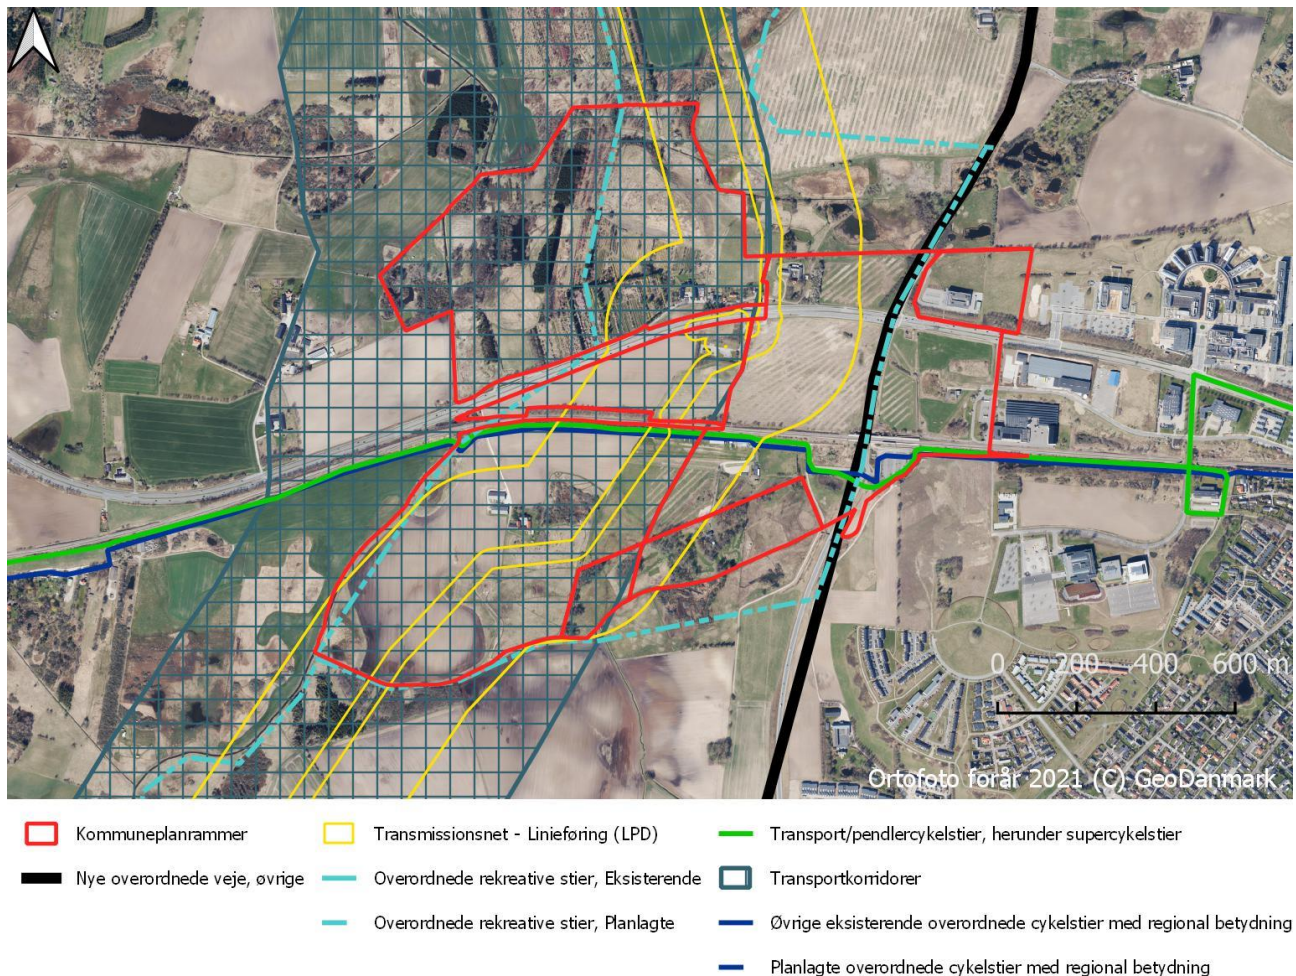 0 200 400 600 m
Ortofoto forår 2021 (C) GeoDanmark
Kommuneplanrammer
Transmissionsnet - Linieføring (LPD)
Transport/pendlercykelstier, herunder supercykelstier
Nye overordnede veje, øvrige
Overordnede rekreative stier, Eksisterende
Transportkorridorer
Overordnede rekreative stier, Planlagte
Øvrige eksisterende overordnede cykelstier med regional betydning
Planlagte overordnede cykelstier med regional betydning